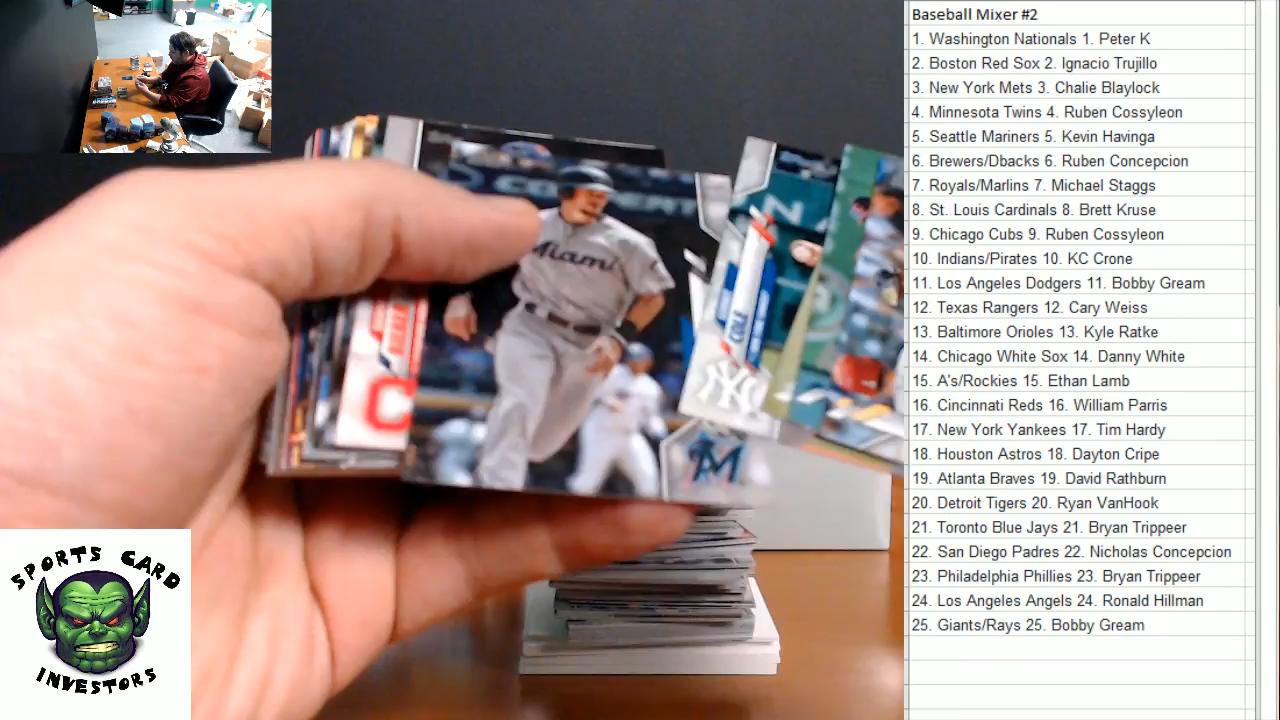 Baseball Mixer #2
1. Washington Nationals 1. Peter K
2. Boston Red Sox 2. Ignacio Trujillo
3. New York Mets 3. Chalie Blaylock
4. Minnesota Twins 4. Ruben Cossyleon
5. Seattle Mariners 5. Kevin Havinga
6. Brewers/Dbacks 6. Ruben Concepcion
7. Royals/Marlins 7. Michael Staggs
8. St. Louis Cardinals 8. Brett Kruse
9. Chicago Cubs 9. Ruben Cossyleon
10. Indians/Pirates 10. KC Crone
11. Los Angeles Dodgers 11. Bobby Gream
12. Texas Rangers 12. Cary Weiss
13. Baltimore Orioles 13. Kyle Ratke
14. Chicago White Sox 14. Danny White
15. A's/Rockies 15. Ethan Lamb
16. Cincinnati Reds 16. William Parris
17. New York Yankees 17. Tim Hardy
18. Houston Astros 18. Dayton Cripe
19. Atlanta Braves 19. David Rathburn
20. Detroit Tigers 20. Ryan VanHook
21. Toronto Blue Jays 21. Bryan Trippeer
22. San Diego Padres 22. Nicholas Concepcion
23. Philadelphia Phillies 23. Bryan Trippeer
24. Los Angeles Angels 24. Ronald Hillman
25. Giants/Rays 25. Bobby Gream
Miami
M
N
NY
C
SPORTS CARD
INVESTORS